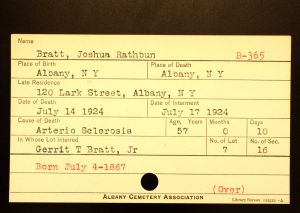 Name
Bratt, Joshua Rathbun B-365
Place of Birth Place of Death
Albany, N Y Albany, N Y
Late Residence
120 Lark Street, Albany, N Y
Date of Death Date of Interment
July 14 1924 July 17 1924
Cause of Death Age, Years Months Days
Arterio Sclerosis 57 0 10
In Whose Lot Interred No. of Lot No. of Sec.
Gerrit T Bratt, Jr 7 16
Born July 4-1867
(Over)
ALBANY CEMETERY ASSOCIATION
Library Bureau